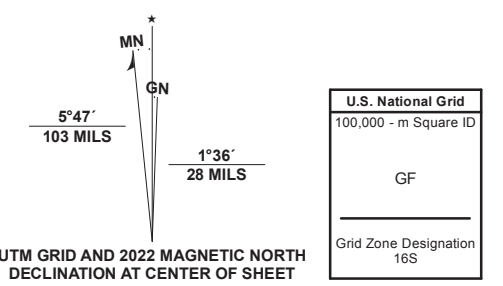 ★
MN
GN
5°47´
103 MILS
1°36´
28 MILS
UTM GRID AND 2022 MAGNETIC NORTH
DECLINATION AT CENTER OF SHEET
U.S. National Grid
100,000 - m Square ID
GF
Grid Zone Designation
16S